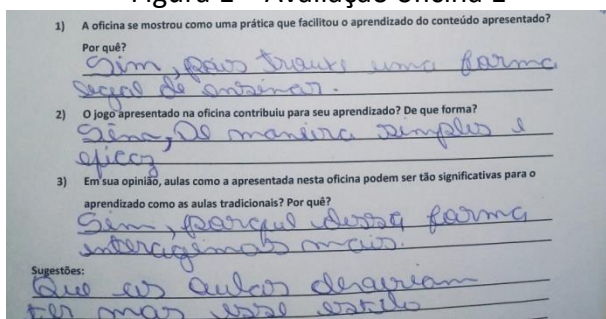 Figura 1 – Avaliação Oficina 1
1) A oficina se mostrou como uma prática que facilitou o aprendizado do conteúdo apresentado?
Por quê?
Sim, pois trouxe uma forma
legal de ensinar.
2) O jogo apresentado na oficina contribuiu para seu aprendizado? De que forma?
Sim, De maneira simples e
eficaz
3) Em sua opinião, aulas como a apresentada nesta oficina podem ser tão significativas para o
aprendizado como as aulas tradicionais? Por quê?
Sim, porque dessa forma
interagimos mais.
Sugestões:
Que as aulas deveriam
ter mas esse estilo